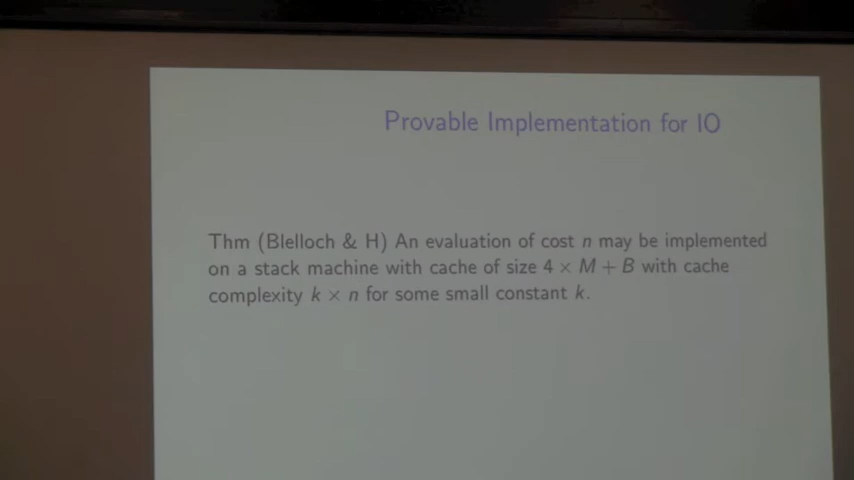 Provable Implementation for IO
Thm (Blelloch & H) An evaluation of cost n may be implemented
on a stack machine with cache of size 4 × M + B with cache
complexity k × n for some small constant k.